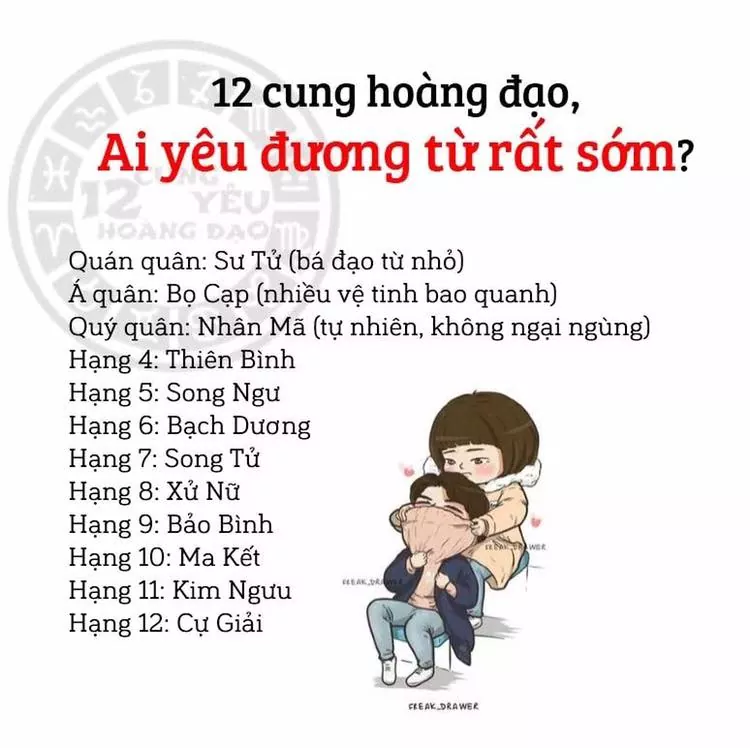 12 cung hoàng đạo,
Ai yêu đương từ rất sớm?
CUNG
12 YÊU
HOÀNG ĐẠO
Quán quân: Sư Tử (bá đạo từ nhỏ)
Á quân: Bọ Cạp (nhiều vệ tinh bao quanh)
Quý quân: Nhân Mã (tự nhiên, không ngại ngùng)
Hạng 4: Thiên Bình
Hạng 5: Song Ngư
Hạng 6: Bạch Dương
Hạng 7: Song Tử
Hạng 8: Xử Nữ
Hạng 9: Bảo Bình
Hạng 10: Ma Kết
Hạng 11: Kim Ngưu
Hạng 12: Cự Giải
FREAK_DRAWER
FREAK_DRAWER
FREAK_DRAWER